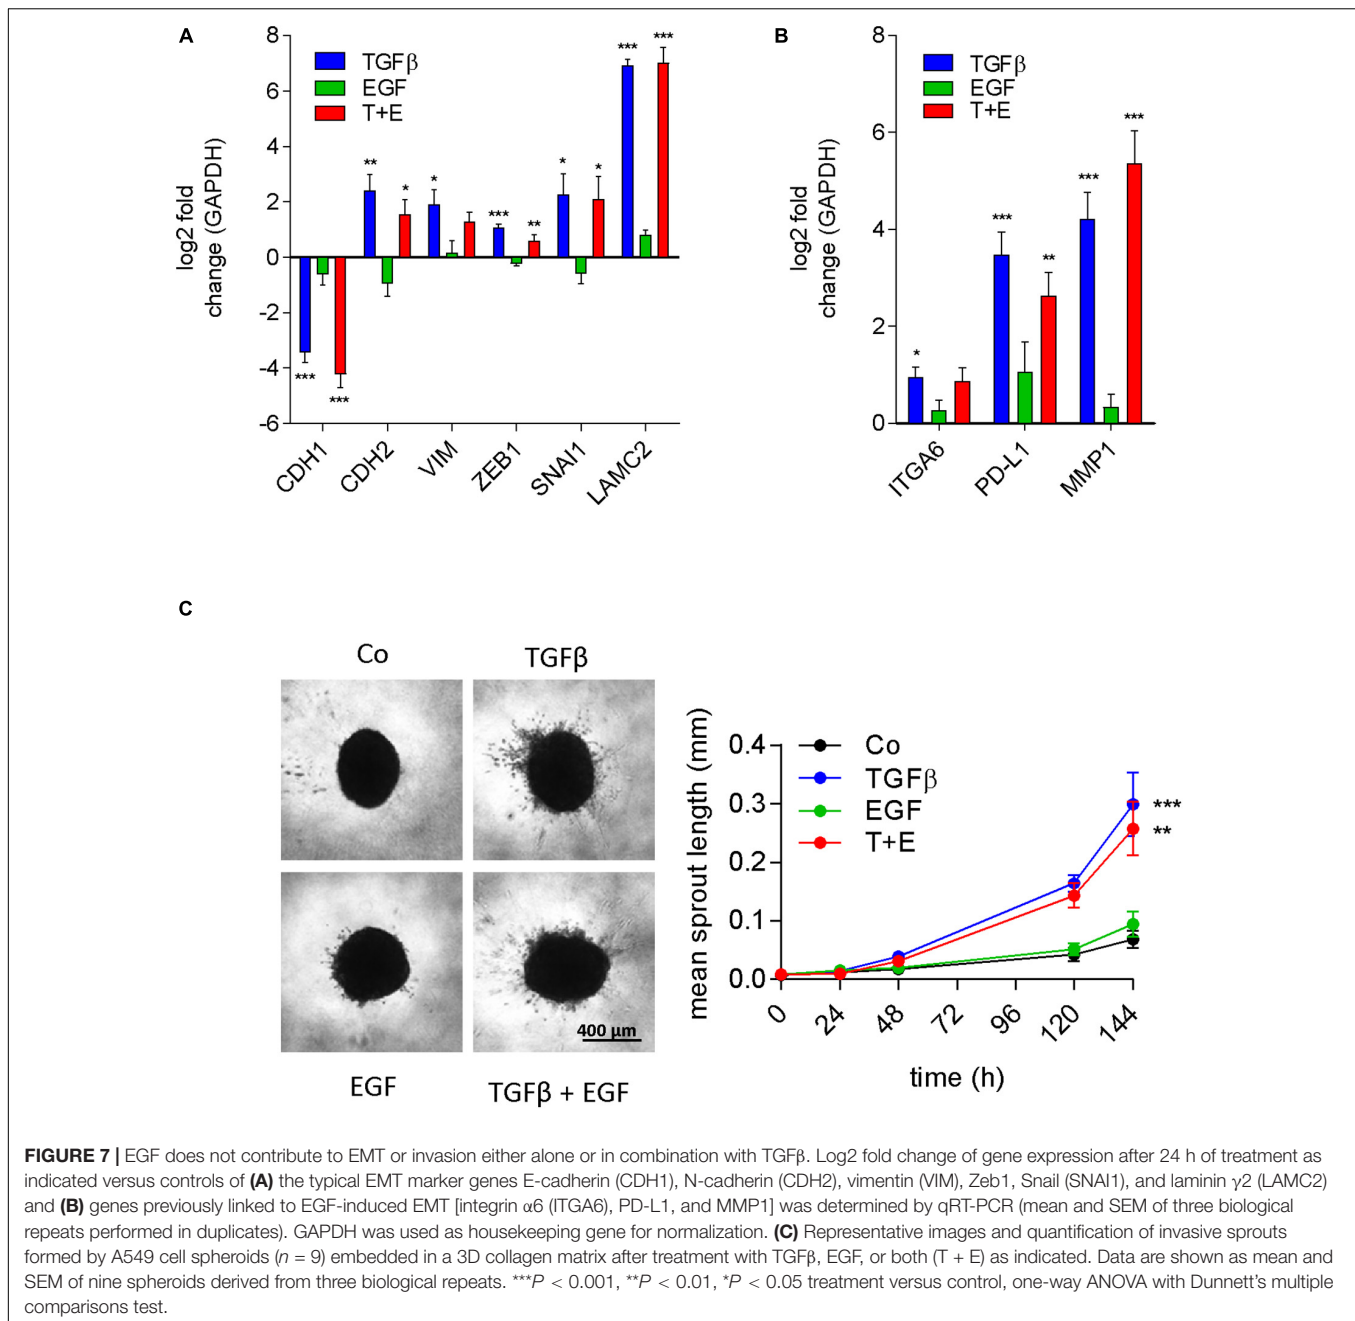 A
8
6
4
2
0
-2
-4
-6
log2 fold
change (GAPDH)
TGFβ
EGF
T+E
***
***
**
*
*
***
**
*
*
***
***
CDH1
CDH2
VIM
ZEB1
SNAI1
LAMC2
B
8
6
4
2
0
log2 fold
change (GAPDH)
TGFβ
EGF
T+E
*
***
**
***
***
ITGA6
PD-L1
MMP1
C
Co
TGFβ
400 µm
EGF
TGFβ + EGF
0.4
0.3
0.2
0.1
0.0
mean sprout length (mm)
Co
TGFβ
EGF
T+E
***
**
0
24
48
72
96
120
144
time (h)
FIGURE 7 | EGF does not contribute to EMT or invasion either alone or in combination with TGFβ. Log2 fold change of gene expression after 24 h of treatment as
indicated versus controls of (A) the typical EMT marker genes E-cadherin (CDH1), N-cadherin (CDH2), vimentin (VIM), Zeb1, Snail (SNAI1), and laminin γ2 (LAMC2)
and (B) genes previously linked to EGF-induced EMT [integrin α6 (ITGA6), PD-L1, and MMP1] was determined by qRT-PCR (mean and SEM of three biological
repeats performed in duplicates). GAPDH was used as housekeeping gene for normalization. (C) Representative images and quantification of invasive sprouts
formed by A549 cell spheroids (n = 9) embedded in a 3D collagen matrix after treatment with TGFβ, EGF, or both (T + E) as indicated. Data are shown as mean and
SEM of nine spheroids derived from three biological repeats. ***P < 0.001, **P < 0.01, *P < 0.05 treatment versus control, one-way ANOVA with Dunnett's multiple
comparisons test.